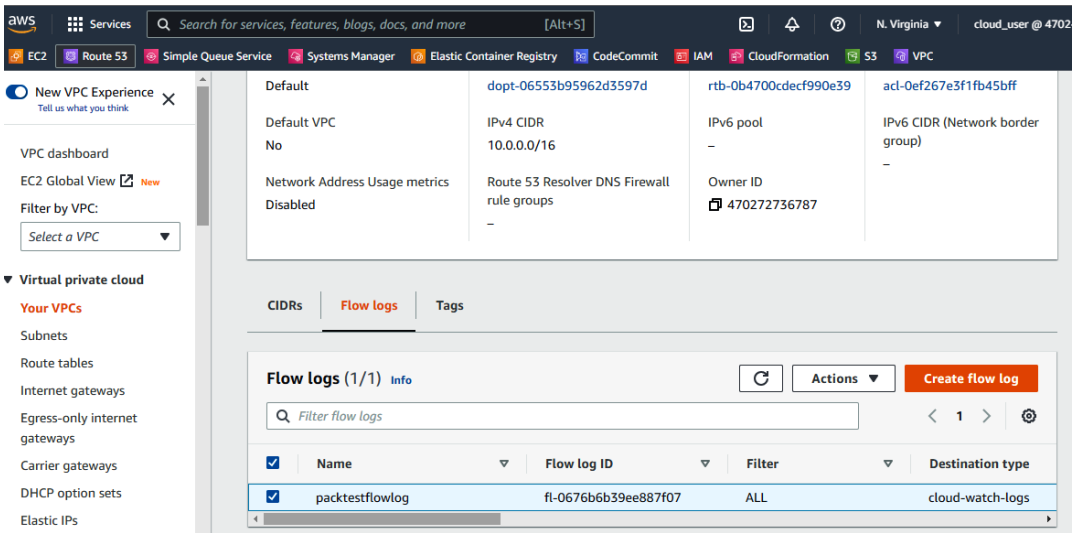 aws
Services
Search for services, features, blogs, docs, and more
[Alt+S]
N. Virginia ▼
cloud_user @ 4702-
EC2
Route 53
Simple Queue Service
Systems Manager
Elastic Container Registry
CodeCommit
IAM
CloudFormation
S3
VPC
New VPC Experience
Tell us what you think
VPC dashboard
EC2 Global View New
Filter by VPC:
Select a VPC
Virtual private cloud
Your VPCs
Subnets
Route tables
Internet gateways
Egress-only internet
gateways
Carrier gateways
DHCP option sets
Elastic IPs
Default
dopt-06553b95962d3597d
rtb-0b4700cdecf990e39
acl-0ef267e3f1fb45bff
Default VPC
No
IPv4 CIDR
10.0.0.0/16
IPv6 pool
–
IPv6 CIDR (Network border
group)
–
Network Address Usage metrics
Disabled
Route 53 Resolver DNS Firewall
rule groups
–
Owner ID
470272736787
CIDRs
Flow logs
Tags
Flow logs (1/1) Info
Actions ▼
Create flow log
Filter flow logs
1
Name
Flow log ID
Filter
Destination type
packtestflowlog
fl-0676b6b39ee887f07
ALL
cloud-watch-logs